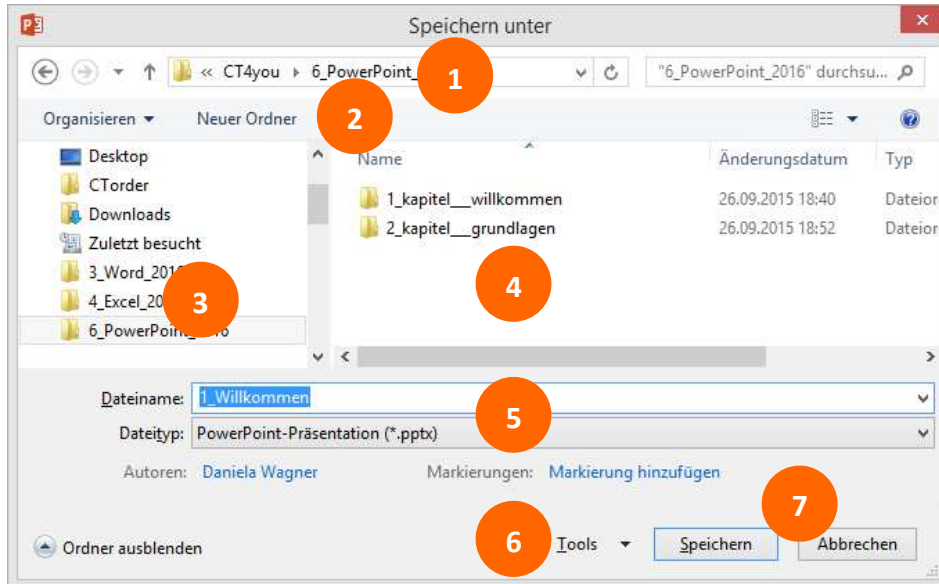 Speichern unter
« CT4you 6_PowerPoint_ 1 "6_PowerPoint_2016" durchsu...
Organisieren Neuer Ordner 2
Name Änderungsdatum Typ
Desktop
CTorder
Downloads
Zuletzt besucht
3_Word_201
4_Excel_20
6_PowerPoint_
3
1_kapitel__willkommen 26.09.2015 18:40 Dateior
2_kapitel__grundlagen 26.09.2015 18:52 Dateior
4
Dateiname: 1_Willkommen
5
Dateityp: PowerPoint-Präsentation (*.pptx)
Autoren: Daniela Wagner Markierungen: Markierung hinzufügen
7
Ordner ausblenden 6 Tools Speichern Abbrechen